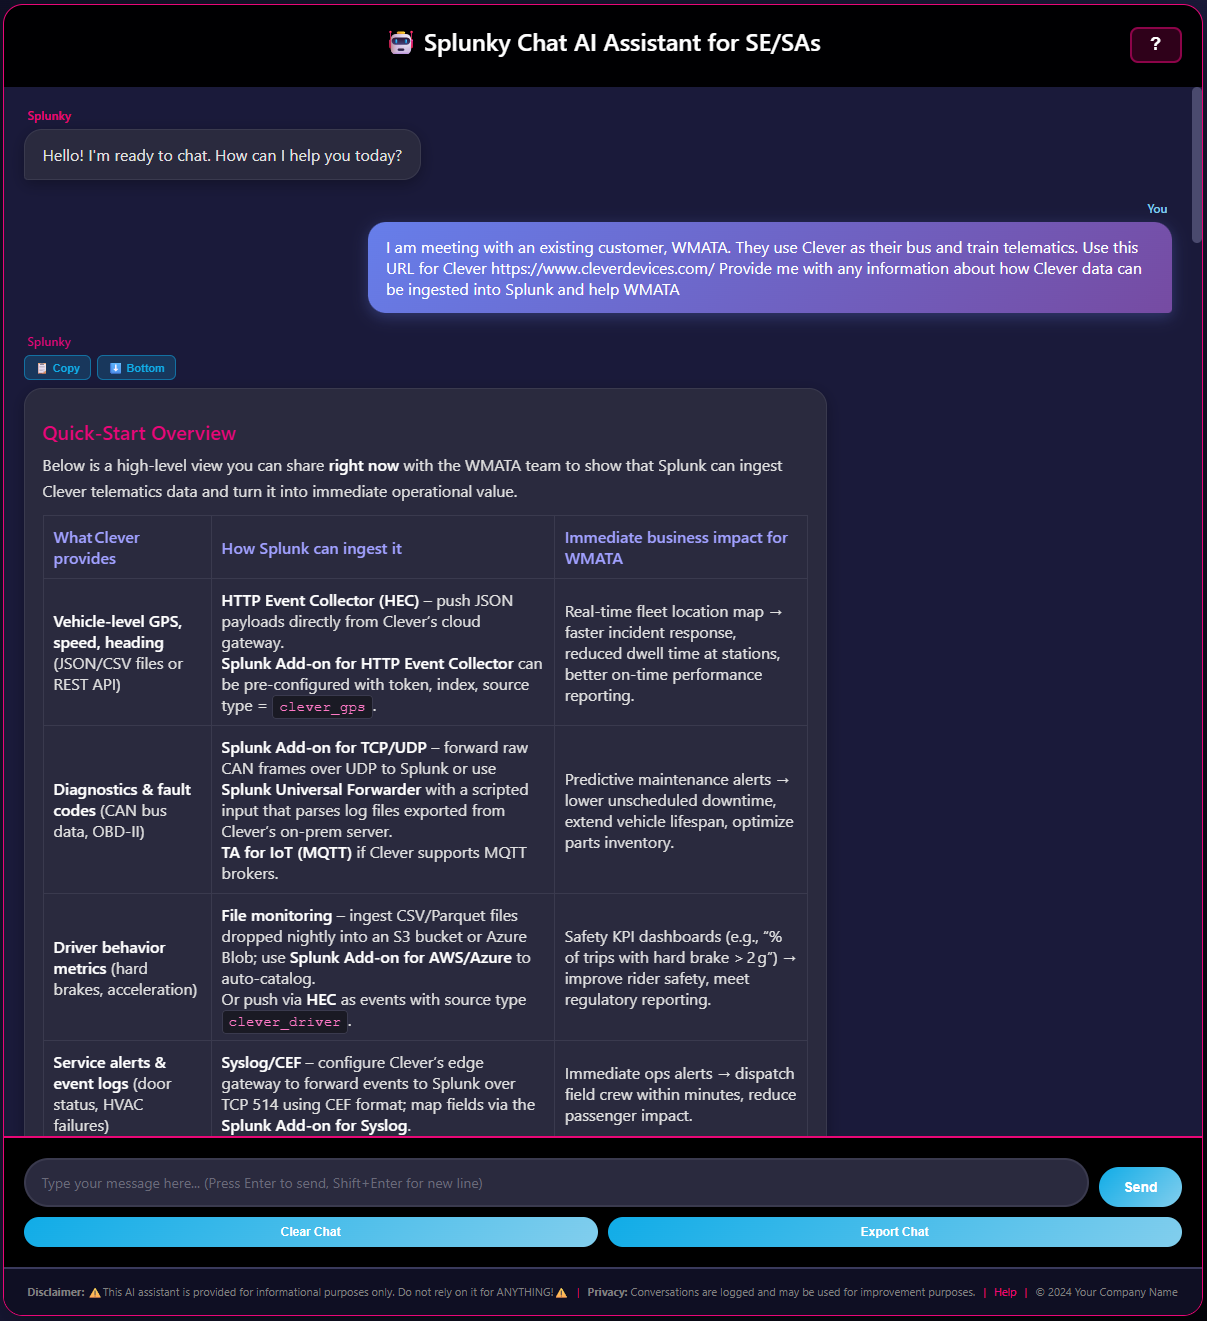 Splunky Chat AI Assistant for SE/SAs
?
Splunky
Hello! I'm ready to chat. How can I help you today?
You
I am meeting with an existing customer, WMATA. They use Clever as their bus and train telematics. Use this
URL for Clever https://www.cleverdevices.com/ Provide me with any information about how Clever data can
be ingested into Splunk and help WMATA
Splunky
Copy
Bottom
Quick-Start Overview
Below is a high-level view you can share right now with the WMATA team to show that Splunk can ingest
Clever telematics data and turn it into immediate operational value.
What Clever
provides
How Splunk can ingest it
Immediate business impact for
WMATA
Vehicle-level GPS,
speed, heading
(JSON/CSV files or
REST API)
HTTP Event Collector (HEC) – push JSON
payloads directly from Clever’s cloud
gateway.
Splunk Add-on for HTTP Event Collector can
be pre-configured with token, index, source
type = clever_gps.
Real-time fleet location map →
faster incident response,
reduced dwell time at stations,
better on-time performance
reporting.
Diagnostics & fault
codes (CAN bus
data, OBD-II)
Splunk Add-on for TCP/UDP – forward raw
CAN frames over UDP to Splunk or use
Splunk Universal Forwarder with a scripted
input that parses log files exported from
Clever’s on-prem server.
TA for IoT (MQTT) if Clever supports MQTT
brokers.
Predictive maintenance alerts →
lower unscheduled downtime,
extend vehicle lifespan, optimize
parts inventory.
Driver behavior
metrics (hard
brakes, acceleration)
File monitoring – ingest CSV/Parquet files
dropped nightly into an S3 bucket or Azure
Blob; use Splunk Add-on for AWS/Azure to
auto-catalog.
Or push via HEC as events with source type
clever_driver.
Safety KPI dashboards (e.g., “%
of trips with hard brake > 2 g”) →
improve rider safety, meet
regulatory reporting.
Service alerts &
event logs (door
status, HVAC
failures)
Syslog/CEF – configure Clever’s edge
gateway to forward events to Splunk over
TCP 514 using CEF format; map fields via the
Splunk Add-on for Syslog.
Immediate ops alerts → dispatch
field crew within minutes, reduce
passenger impact.
Type your message here... (Press Enter to send, Shift+Enter for new line)
Send
Clear Chat
Export Chat
Disclaimer: ⚠️This AI assistant is provided for informational purposes only. Do not rely on it for ANYTHING!⚠️ | Privacy: Conversations are logged and may be used for improvement purposes. | Help | © 2024 Your Company Name